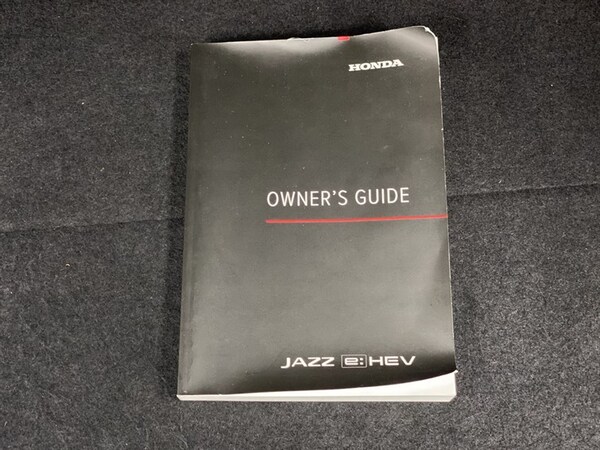 HONDA
OWNER'S GUIDE
JAZZ e:HEV